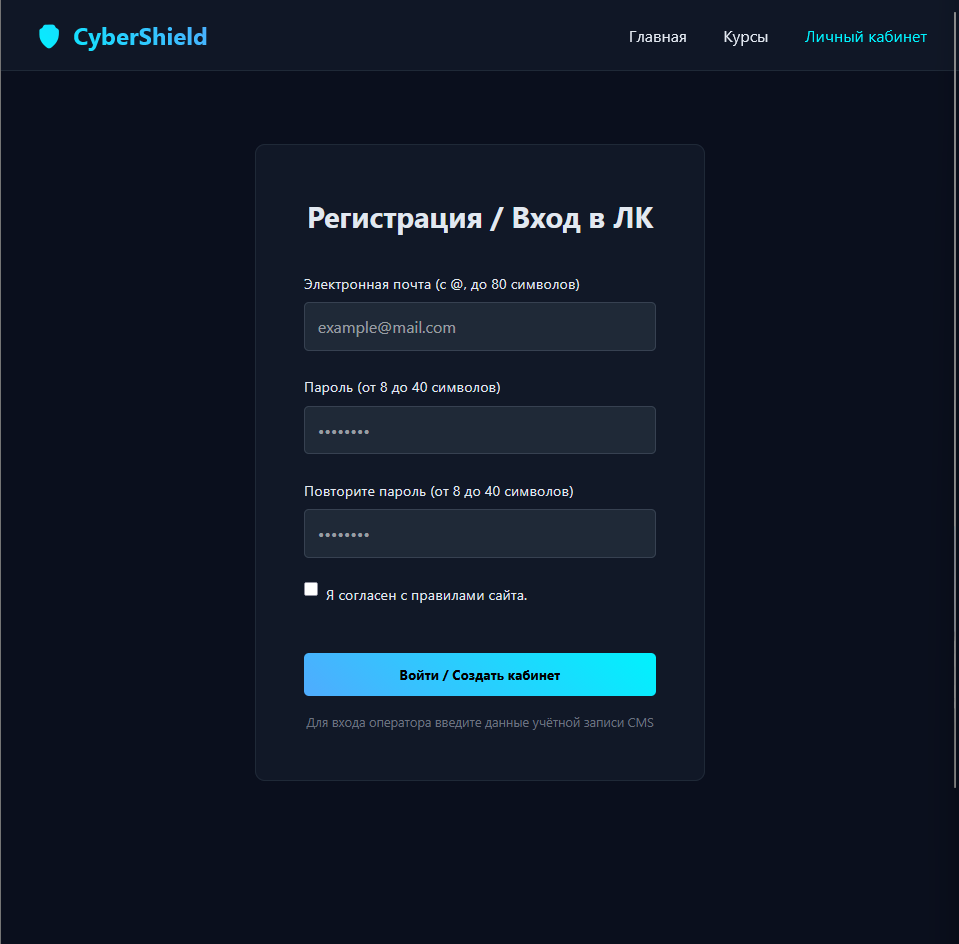 CyberShield
Главная Курсы Личный кабинет
Регистрация / Вход в ЛК
Электронная почта (с @, до 80 символов)
example@mail.com
Пароль (от 8 до 40 символов)
••••••••
Повторите пароль (от 8 до 40 символов)
••••••••
Я согласен с правилами сайта.
Войти / Создать кабинет
Для входа оператора введите данные учётной записи CMS